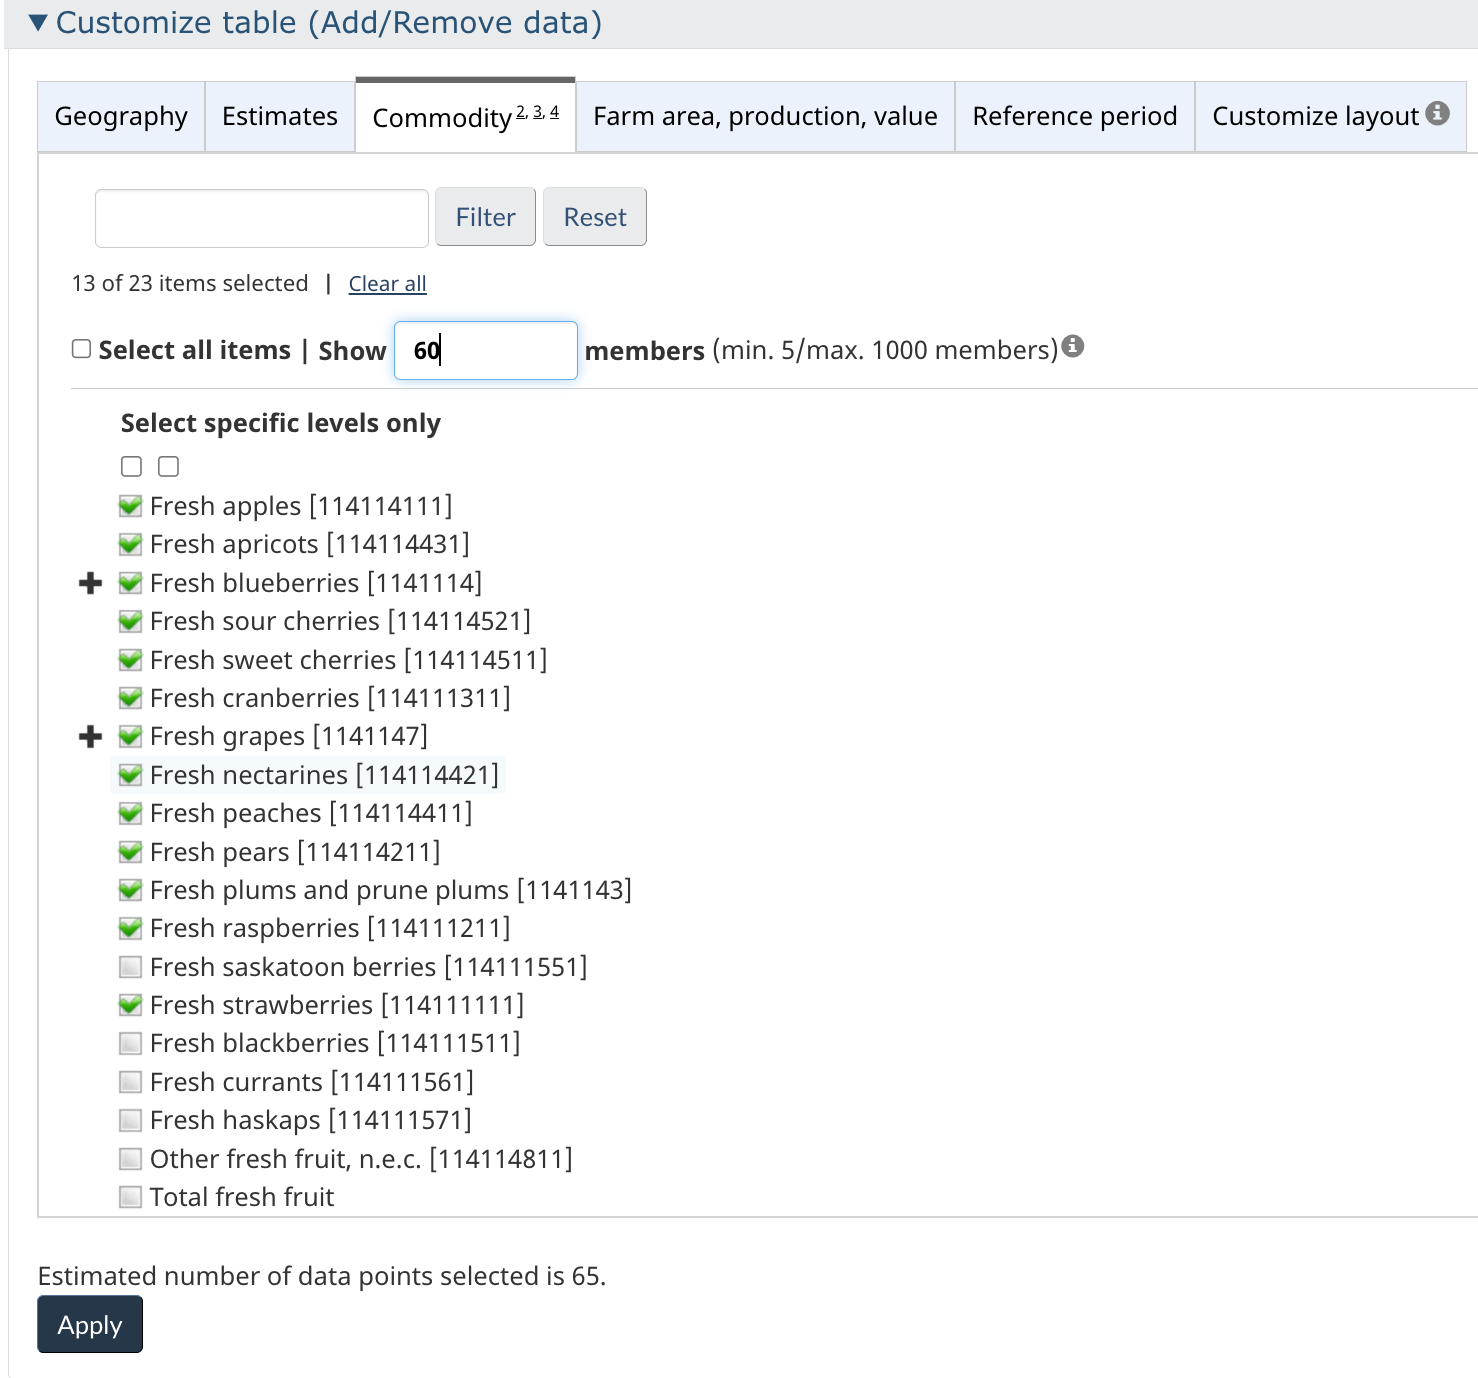 ▼ Customize table (Add/Remove data)
Geography Estimates Commodity 2, 3, 4 Farm area, production, value Reference period Customize layout
Filter Reset
13 of 23 items selected | Clear all
Select all items | Show 60 members (min. 5/max. 1000 members)
Select specific levels only
Fresh apples [114114111]
Fresh apricots [114114431]
Fresh blueberries [1141114]
Fresh sour cherries [114114521]
Fresh sweet cherries [114114511]
Fresh cranberries [114111311]
Fresh grapes [1141147]
Fresh nectarines [114114421]
Fresh peaches [114114411]
Fresh pears [114114211]
Fresh plums and prune plums [1141143]
Fresh raspberries [114111211]
Fresh saskatoon berries [114111551]
Fresh strawberries [114111111]
Fresh blackberries [114111511]
Fresh currants [114111561]
Fresh haskaps [114111571]
Other fresh fruit, n.e.c. [114114811]
Total fresh fruit
Estimated number of data points selected is 65.
Apply